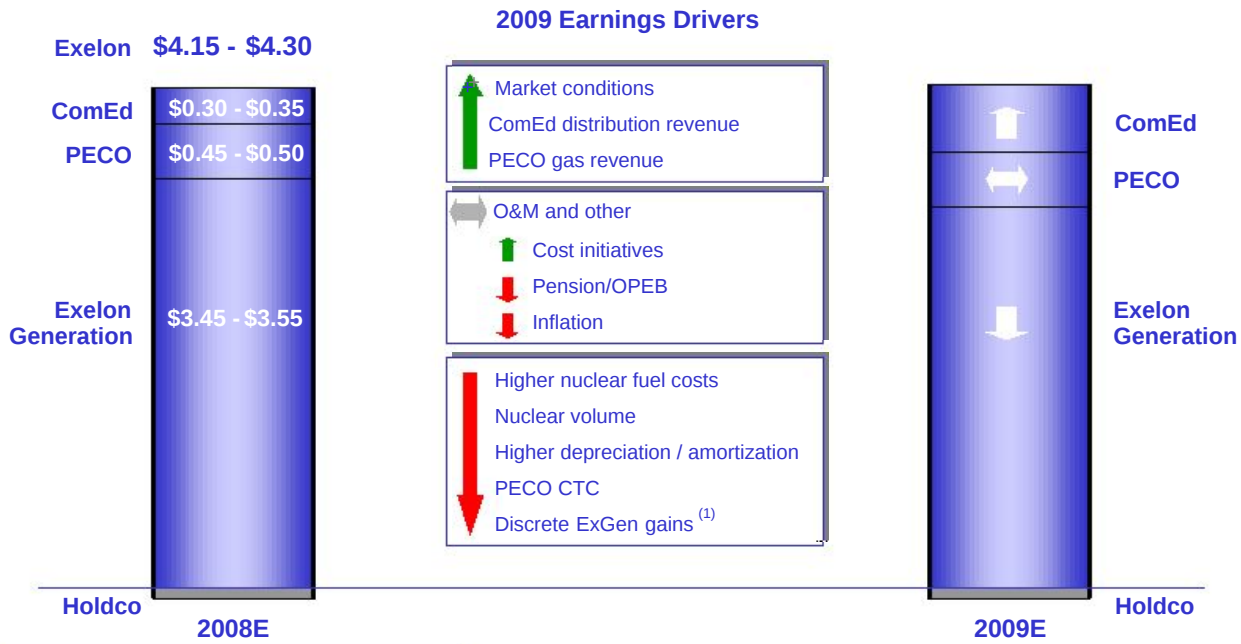 2009 Earnings Drivers
Exelon $4.15 - $4.30
ComEd $0.30 - $0.35
PECO $0.45 - $0.50
Exelon
Generation
$3.45 - $3.55
Holdco
2008E
Market conditions
ComEd distribution revenue
PECO gas revenue
O&M and other
Cost initiatives
Pension/OPEB
Inflation
Higher nuclear fuel costs
Nuclear volume
Higher depreciation / amortization
PECO CTC
Discrete ExGen gains (1)
ComEd
PECO
Exelon
Generation
Holdco
2009E